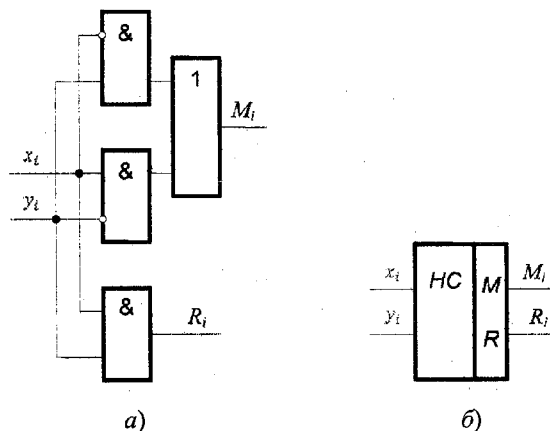 &
1
M_i
x_i
&
y_i
&
R_i
x_i HC M M_i
y_i R R_i
а) б)